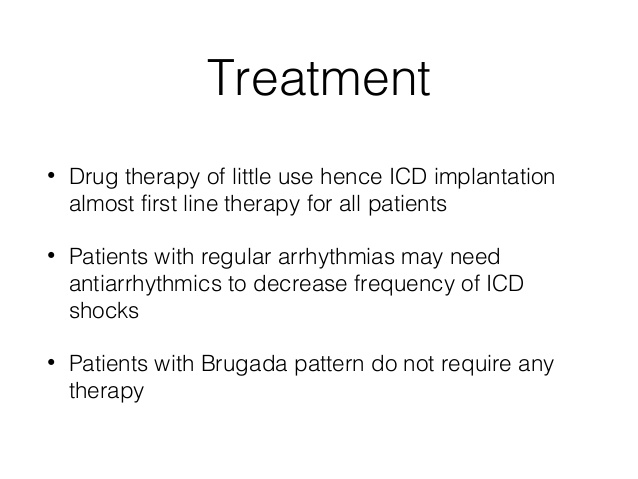 Treatment
• Drug therapy of little use hence ICD implantation
almost first line therapy for all patients
• Patients with regular arrhythmias may need
antiarrhythmics to decrease frequency of ICD
shocks
• Patients with Brugada pattern do not require any
therapy